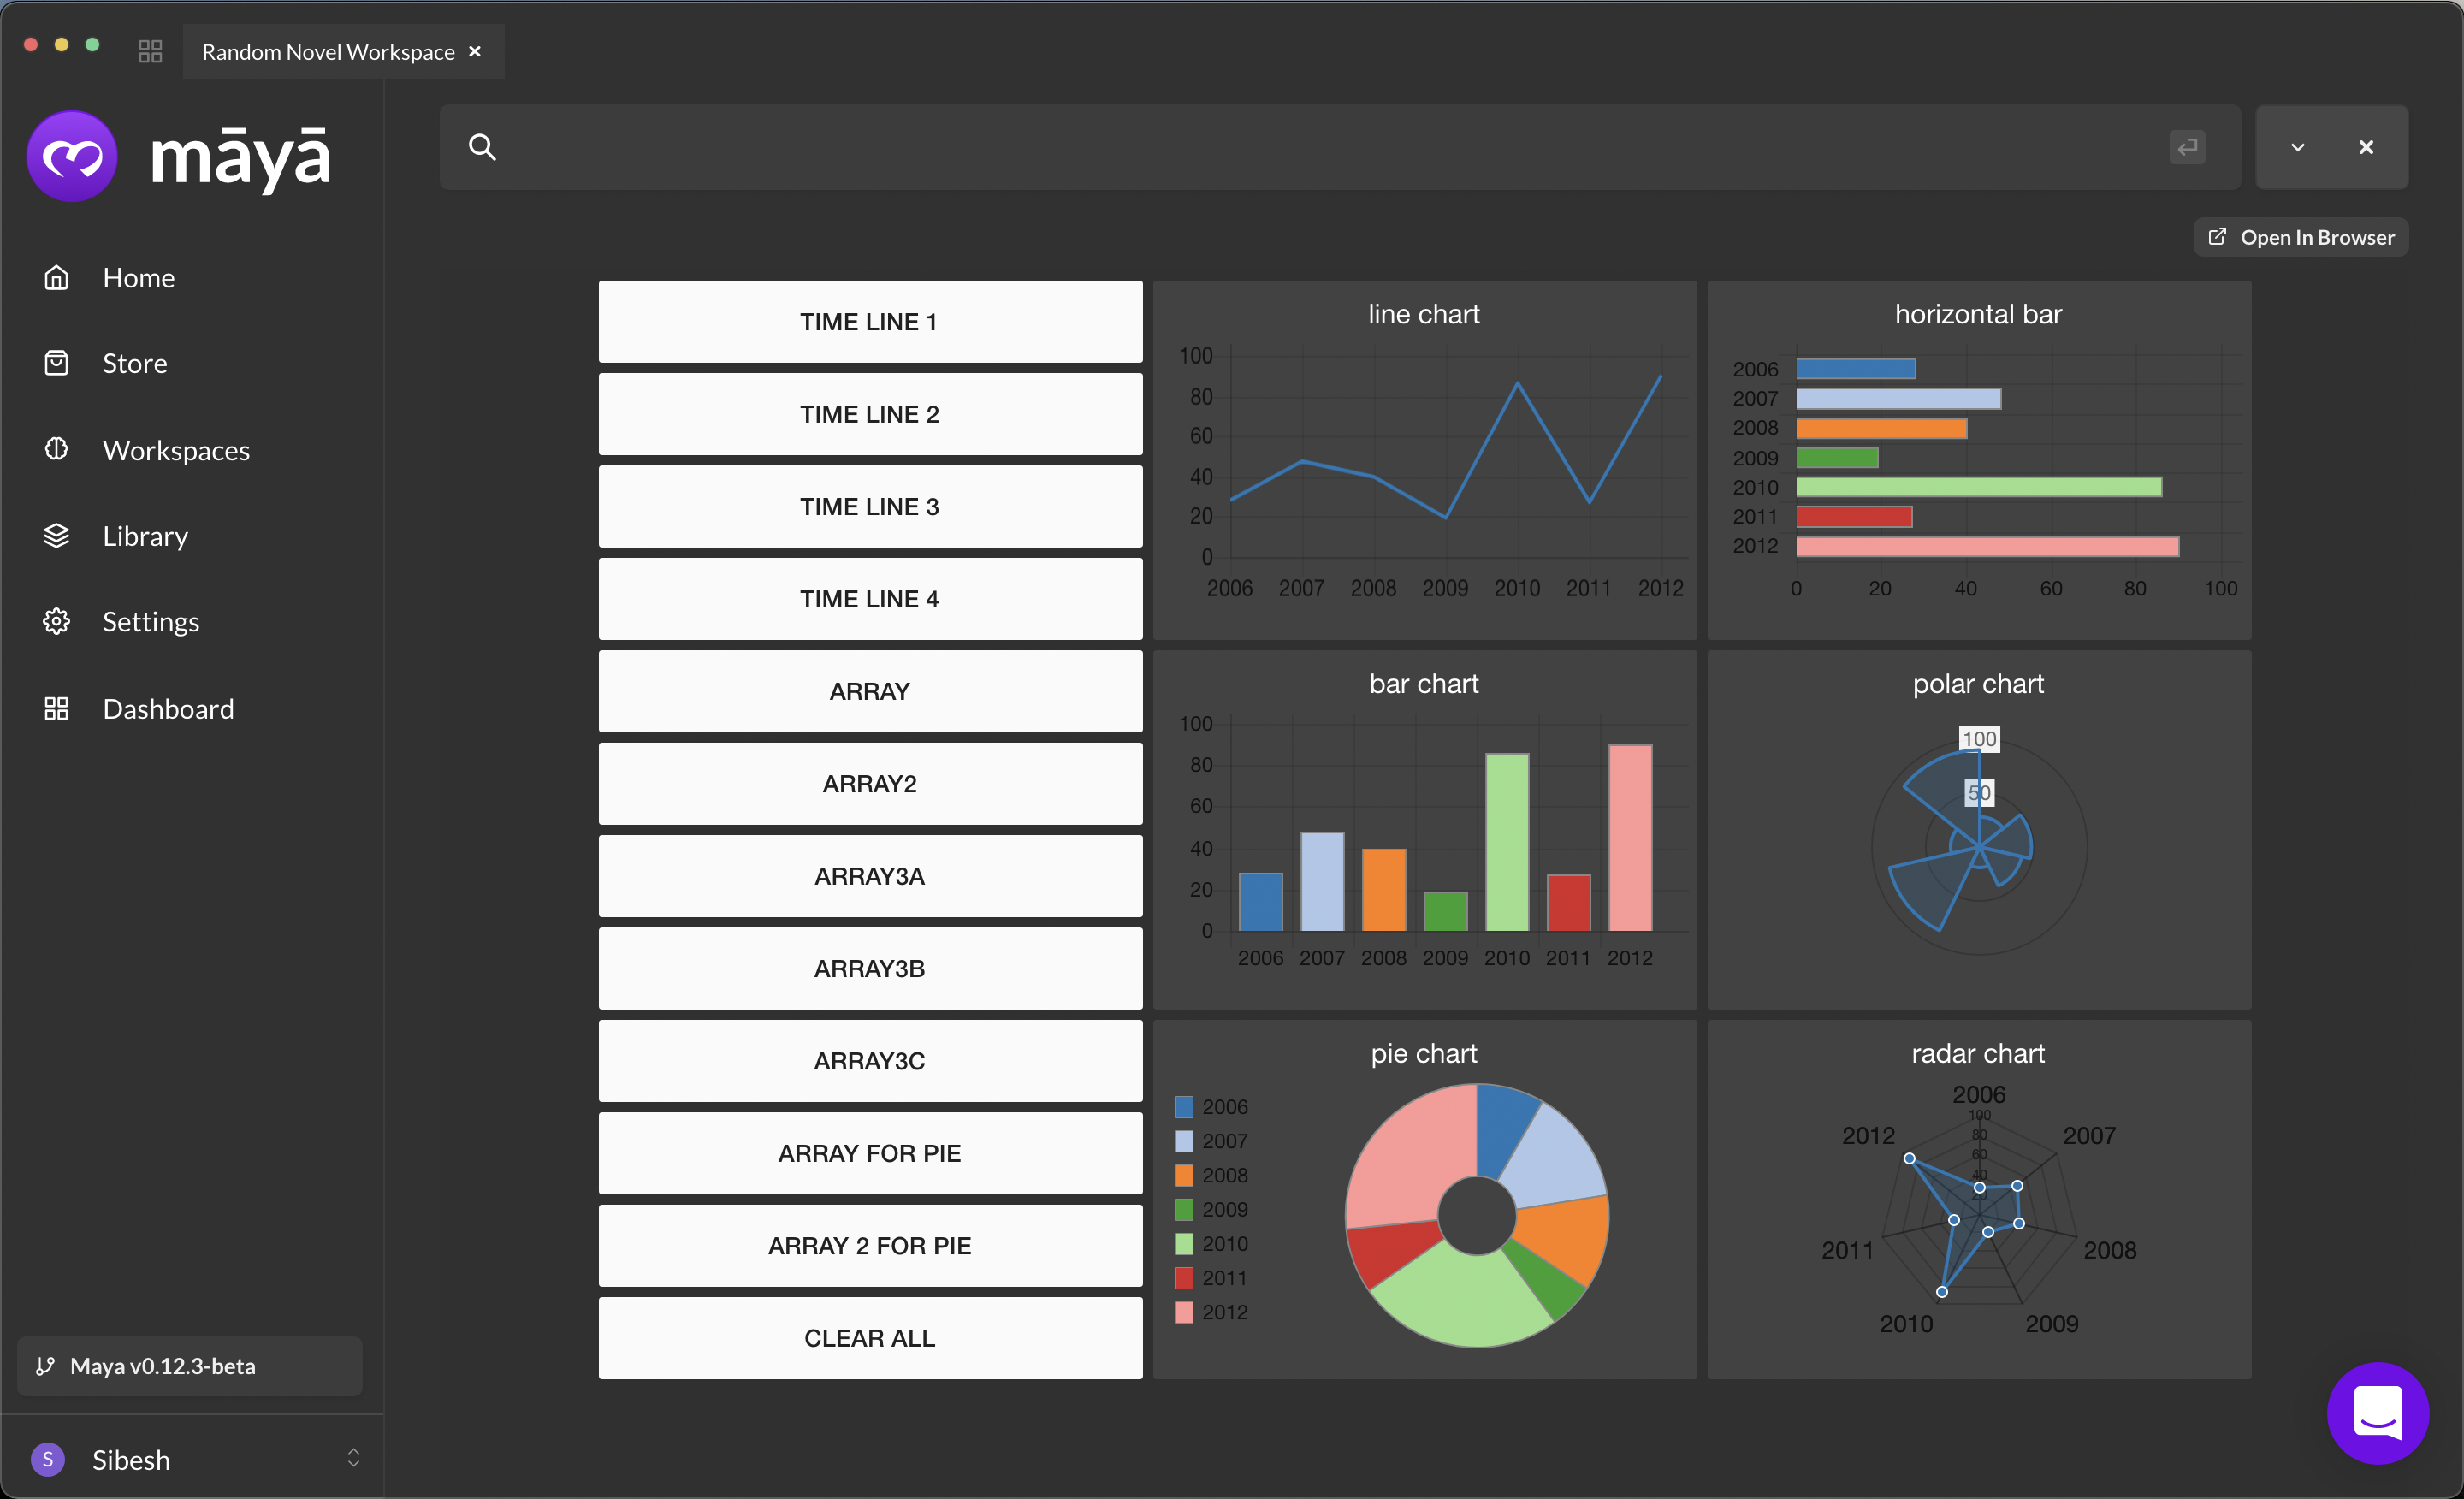 Random Novel Workspace
māyā
Home
Store
Workspaces
Library
Settings
Dashboard
Maya v0.12.3-beta
S
Sibesh
Open In Browser
TIME LINE 1
TIME LINE 2
TIME LINE 3
TIME LINE 4
ARRAY
ARRAY2
ARRAY3A
ARRAY3B
ARRAY3C
ARRAY FOR PIE
ARRAY 2 FOR PIE
CLEAR ALL
line chart
100
80
60
40
20
0
2006 2007 2008 2009 2010 2011 2012
horizontal bar
2006
2007
2008
2009
2010
2011
2012
0 20 40 60 80 100
bar chart
100
80
60
40
20
0
2006 2007 2008 2009 2010 2011 2012
polar chart
100
50
pie chart
2006
2007
2008
2009
2010
2011
2012
radar chart
2006
100
2012 80 2007
60
40
20
2011 2008
2010 2009